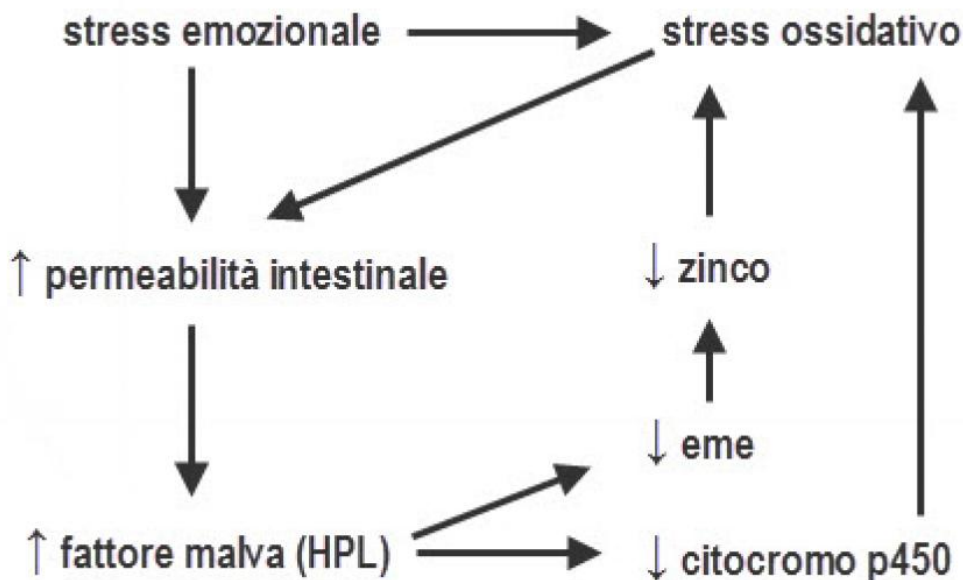 stress emozionale
stress ossidativo
↑ permeabilità intestinale
↓ zinco
↓ eme
↑ fattore malva (HPL)
↓ citocromo p450